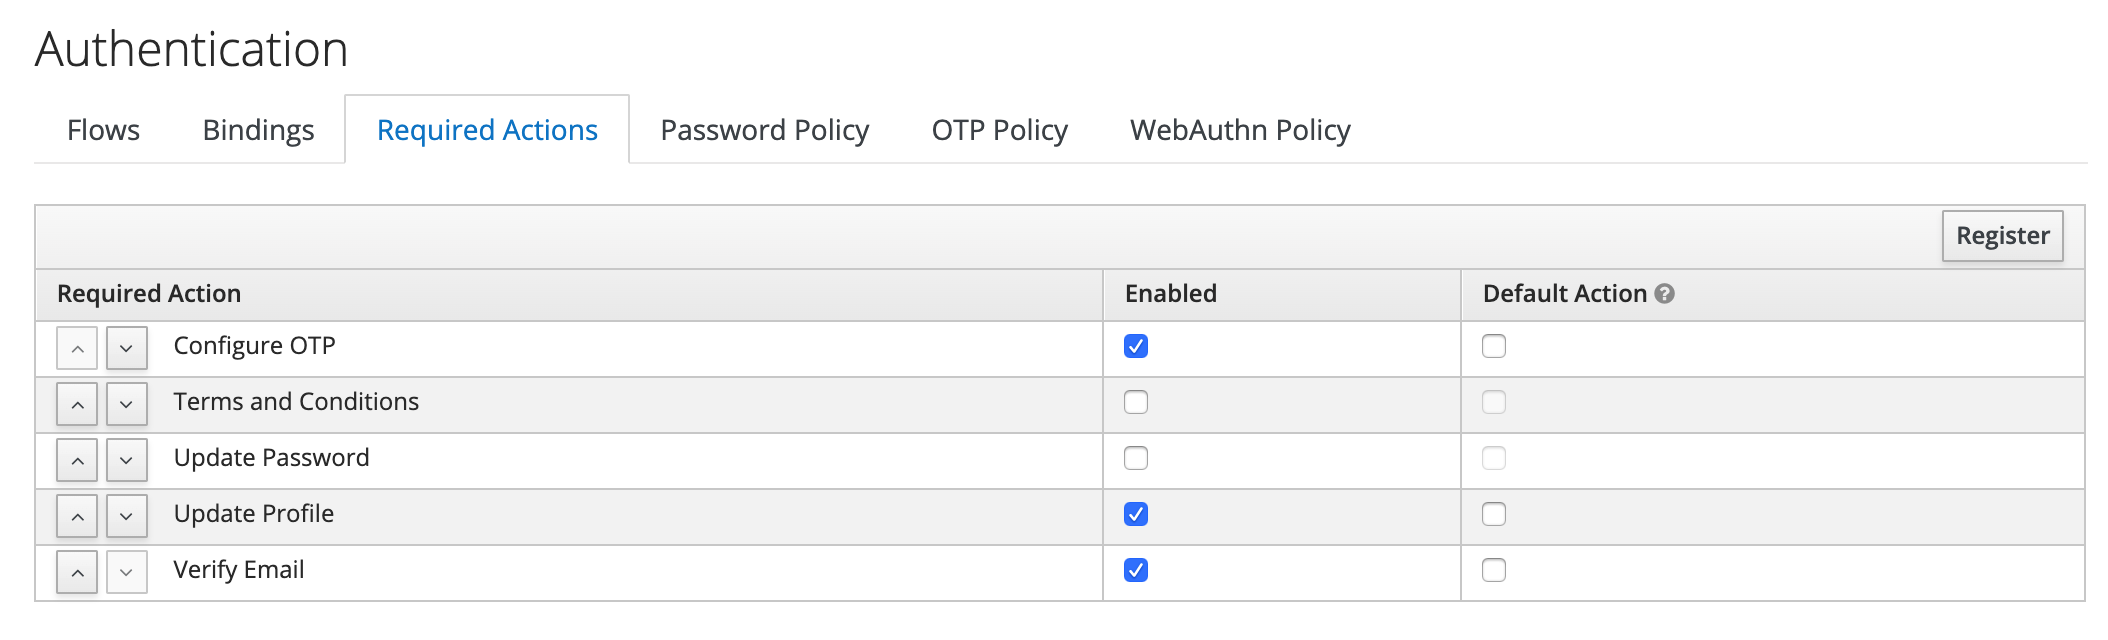 Authentication
Flows Bindings Required Actions Password Policy OTP Policy WebAuthn Policy
Register
Required Action Enabled Default Action ?
Configure OTP
Terms and Conditions
Update Password
Update Profile
Verify Email